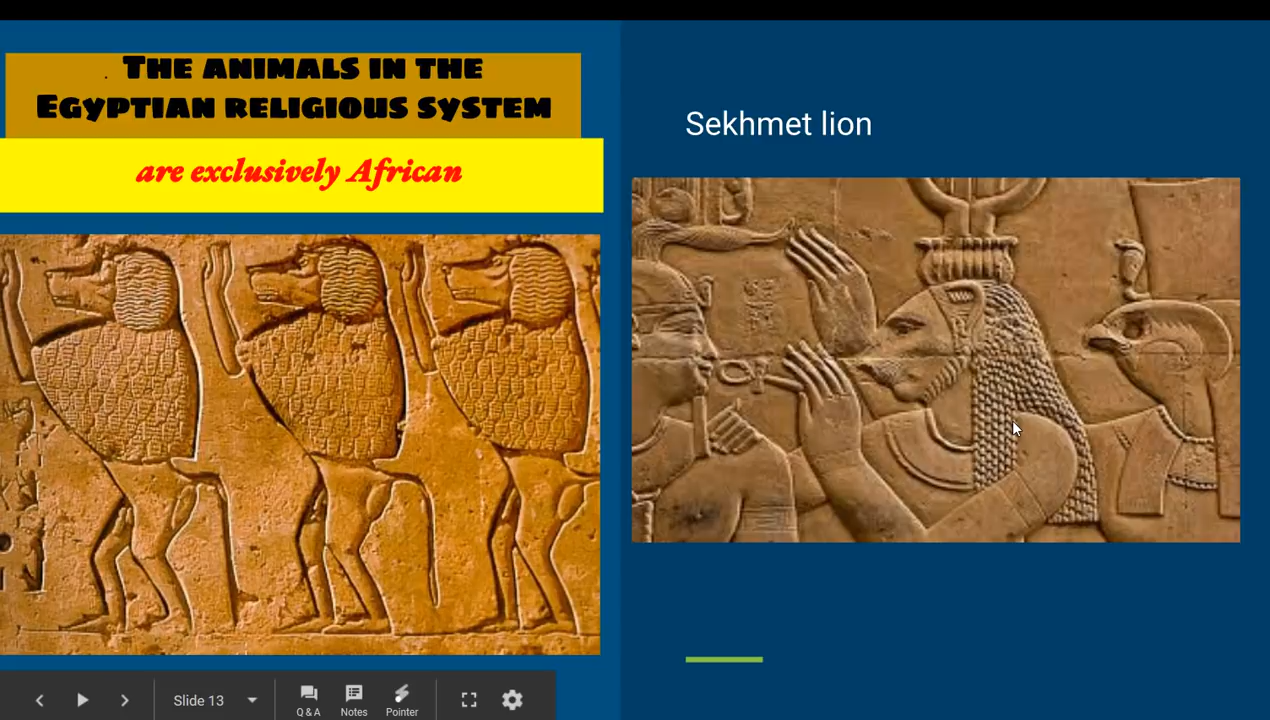 . The animals in the
Egyptian religious system
are exclusively African
Sekhmet lion
Slide 13
Q & A
Notes
Pointer